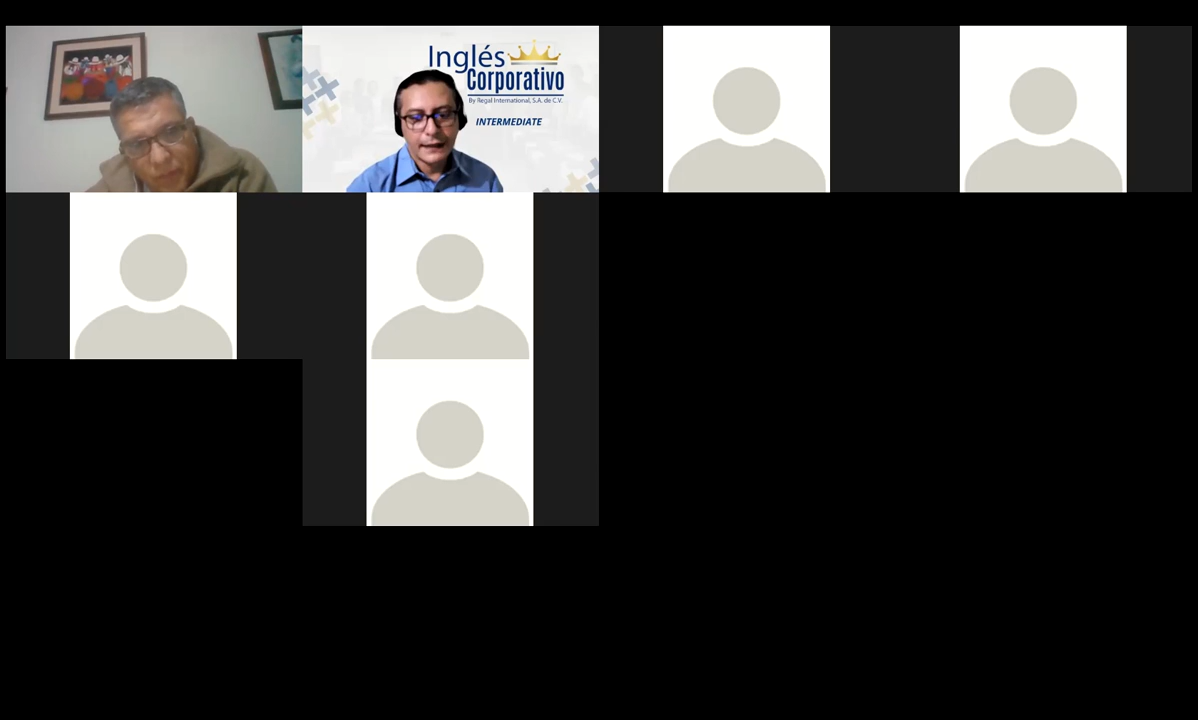 Inglés
Corporativo
By Regal International, S.A. de C.V.
INTERMEDIATE